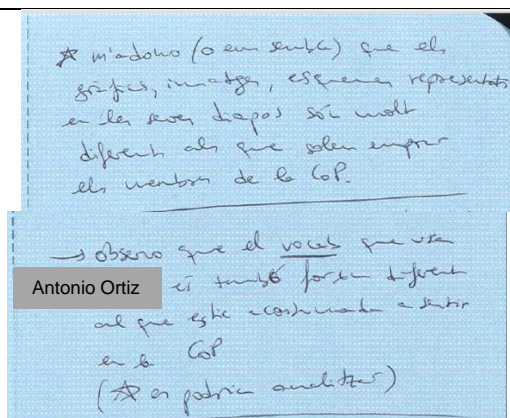 ☆ m'adono (o em sembla) que els
gràfics, imatges, esquemes representats
en les seves diapos són molt
diferents als que solen emprar
els membres de la CoP.
→ observo que el vocab que usa
Antonio Ortiz és també força diferent
al que estic acostumada a sentir
en la CoP
(☆ es podria analitzar)